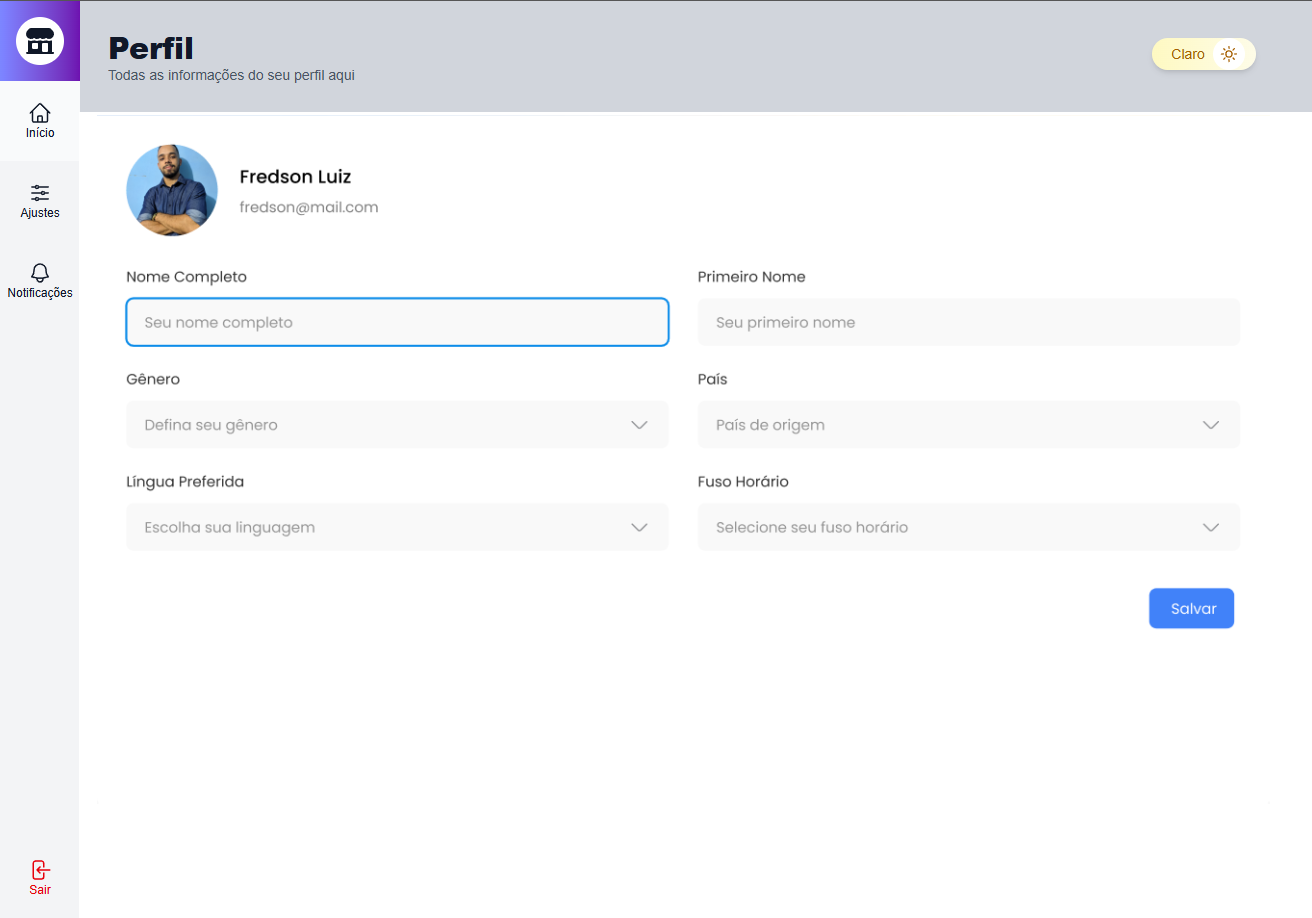 Perfil
Todas as informações do seu perfil aqui
Claro
Início
Ajustes
Notificações
Sair
Fredson Luiz
fredson@mail.com
Nome Completo
Seu nome completo
Primeiro Nome
Seu primeiro nome
Gênero
Defina seu gênero
País
País de origem
Língua Preferida
Escolha sua linguagem
Fuso Horário
Selecione seu fuso horário
Salvar